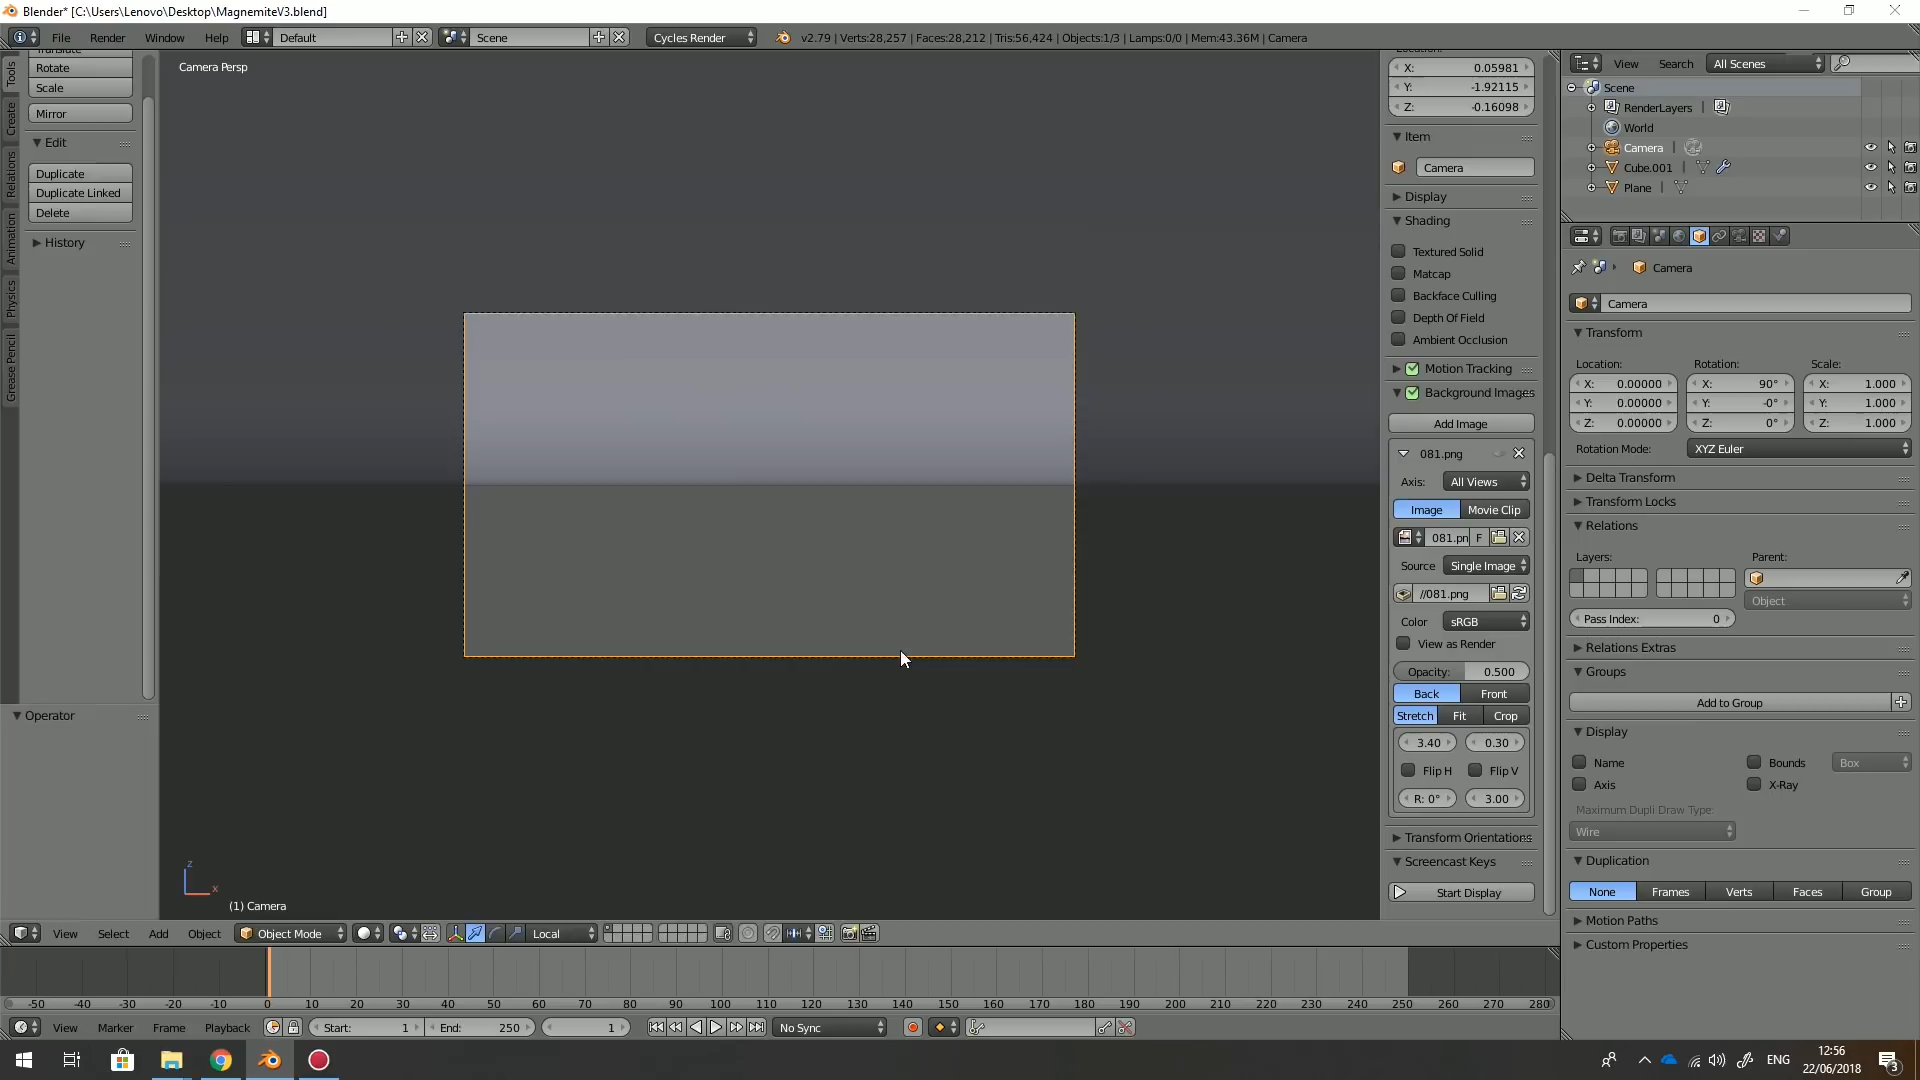 Blender* [C:\Users\Lenovo\Desktop\MagnemiteV3.blend]
File Render Window Help Default Scene Cycles Render v2.79 | Verts:28,257 | Faces:28,212 | Tris:56,424 | Objects:1/3 | Lamps:0/0 | Mem:43.36M | Camera
Tools
Create
Relations
Animation
Physics
Grease Pencil
Translate
Rotate
Scale
Mirror
Edit
Duplicate
Duplicate Linked
Delete
History
Operator
Camera Persp
z
x
(1) Camera
Location:
X: 0.05981
Y: -1.92115
Z: -0.16098
Item
Camera
Display
Shading
Textured Solid
Matcap
Backface Culling
Depth Of Field
Ambient Occlusion
Motion Tracking
Background Images
Add Image
081.png
Axis: All Views
Image Movie Clip
081.pn F
Source Single Image
//081.png
Color sRGB
View as Render
Opacity: 0.500
Back Front
Stretch Fit Crop
3.40 0.30
Flip H Flip V
R: 0° 3.00
Transform Orientations
Screencast Keys
Start Display
View Search All Scenes
Scene
RenderLayers
World
Camera
Cube.001
Plane
Camera
Camera
Transform
Location: Rotation: Scale:
X: 0.00000 X: 90° X: 1.000
Y: 0.00000 Y: -0° Y: 1.000
Z: 0.00000 Z: 0° Z: 1.000
Rotation Mode: XYZ Euler
Delta Transform
Transform Locks
Relations
Layers: Parent:
Object
Pass Index: 0
Relations Extras
Groups
Add to Group
Display
Name Bounds Box
Axis X-Ray
Maximum Dupli Draw Type:
Wire
Duplication
None Frames Verts Faces Group
Motion Paths
Custom Properties
View Select Add Object Object Mode Local
-50 -40 -30 -20 -10 0 10 20 30 40 50 60 70 80 90 100 110 120 130 140 150 160 170 180 190 200 210 220 230 240 250 260 270 280
View Marker Frame Playback Start: 1 End: 250 1 No Sync
ENG
12:56
22/06/2018
3